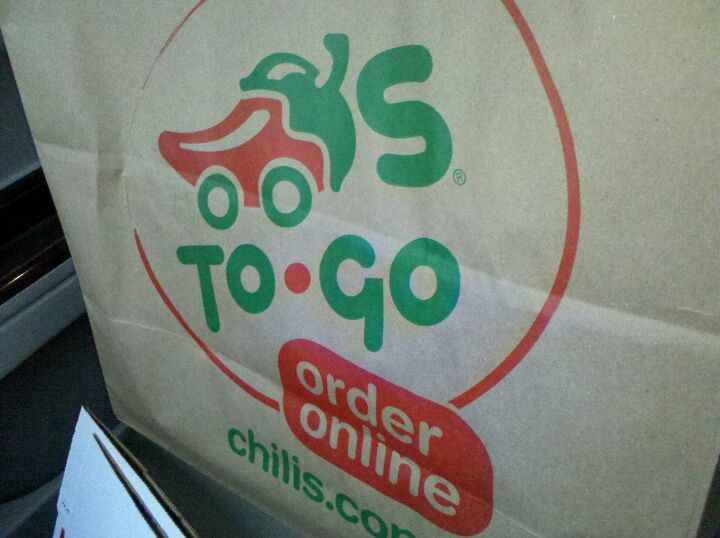 'S®
TO•GO
order
online
chilis.com